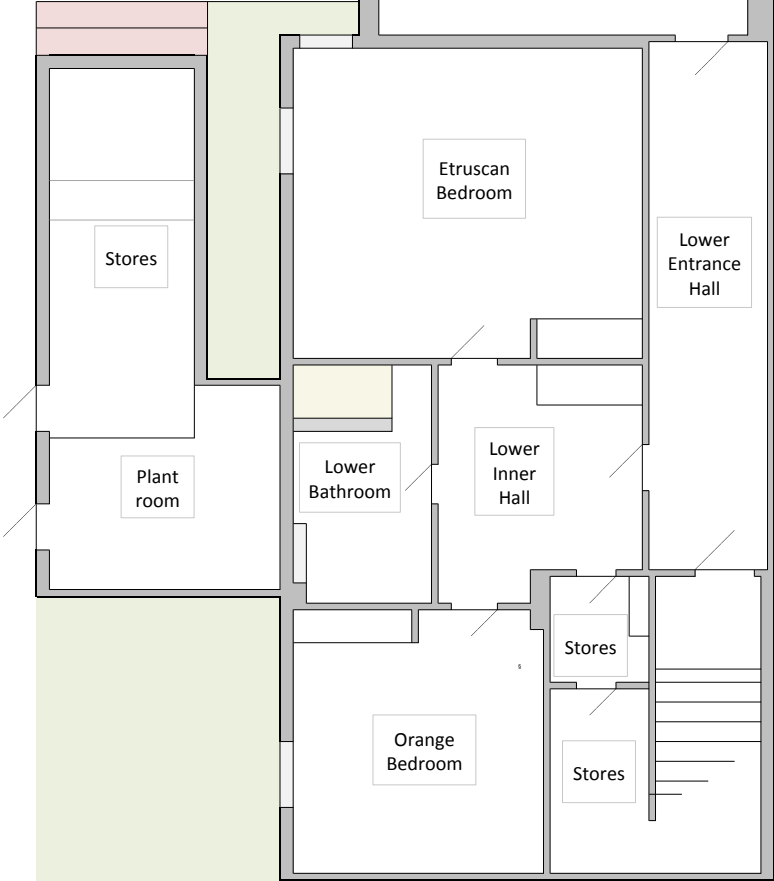 Etruscan
Bedroom
Stores
Lower
Entrance
Hall
Plant
room
Lower
Bathroom
Lower
Inner
Hall
Stores
Orange
Bedroom
Stores